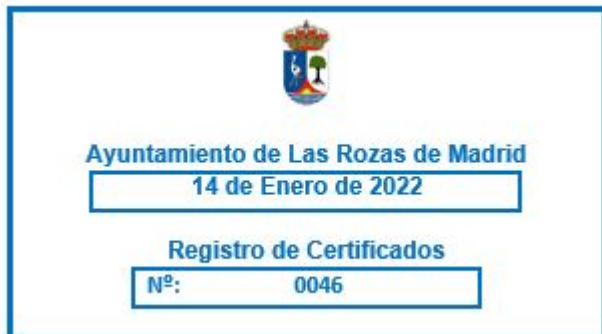 Ayuntamiento de Las Rozas de Madrid
14 de Enero de 2022
Registro de Certificados
Nº: 0046